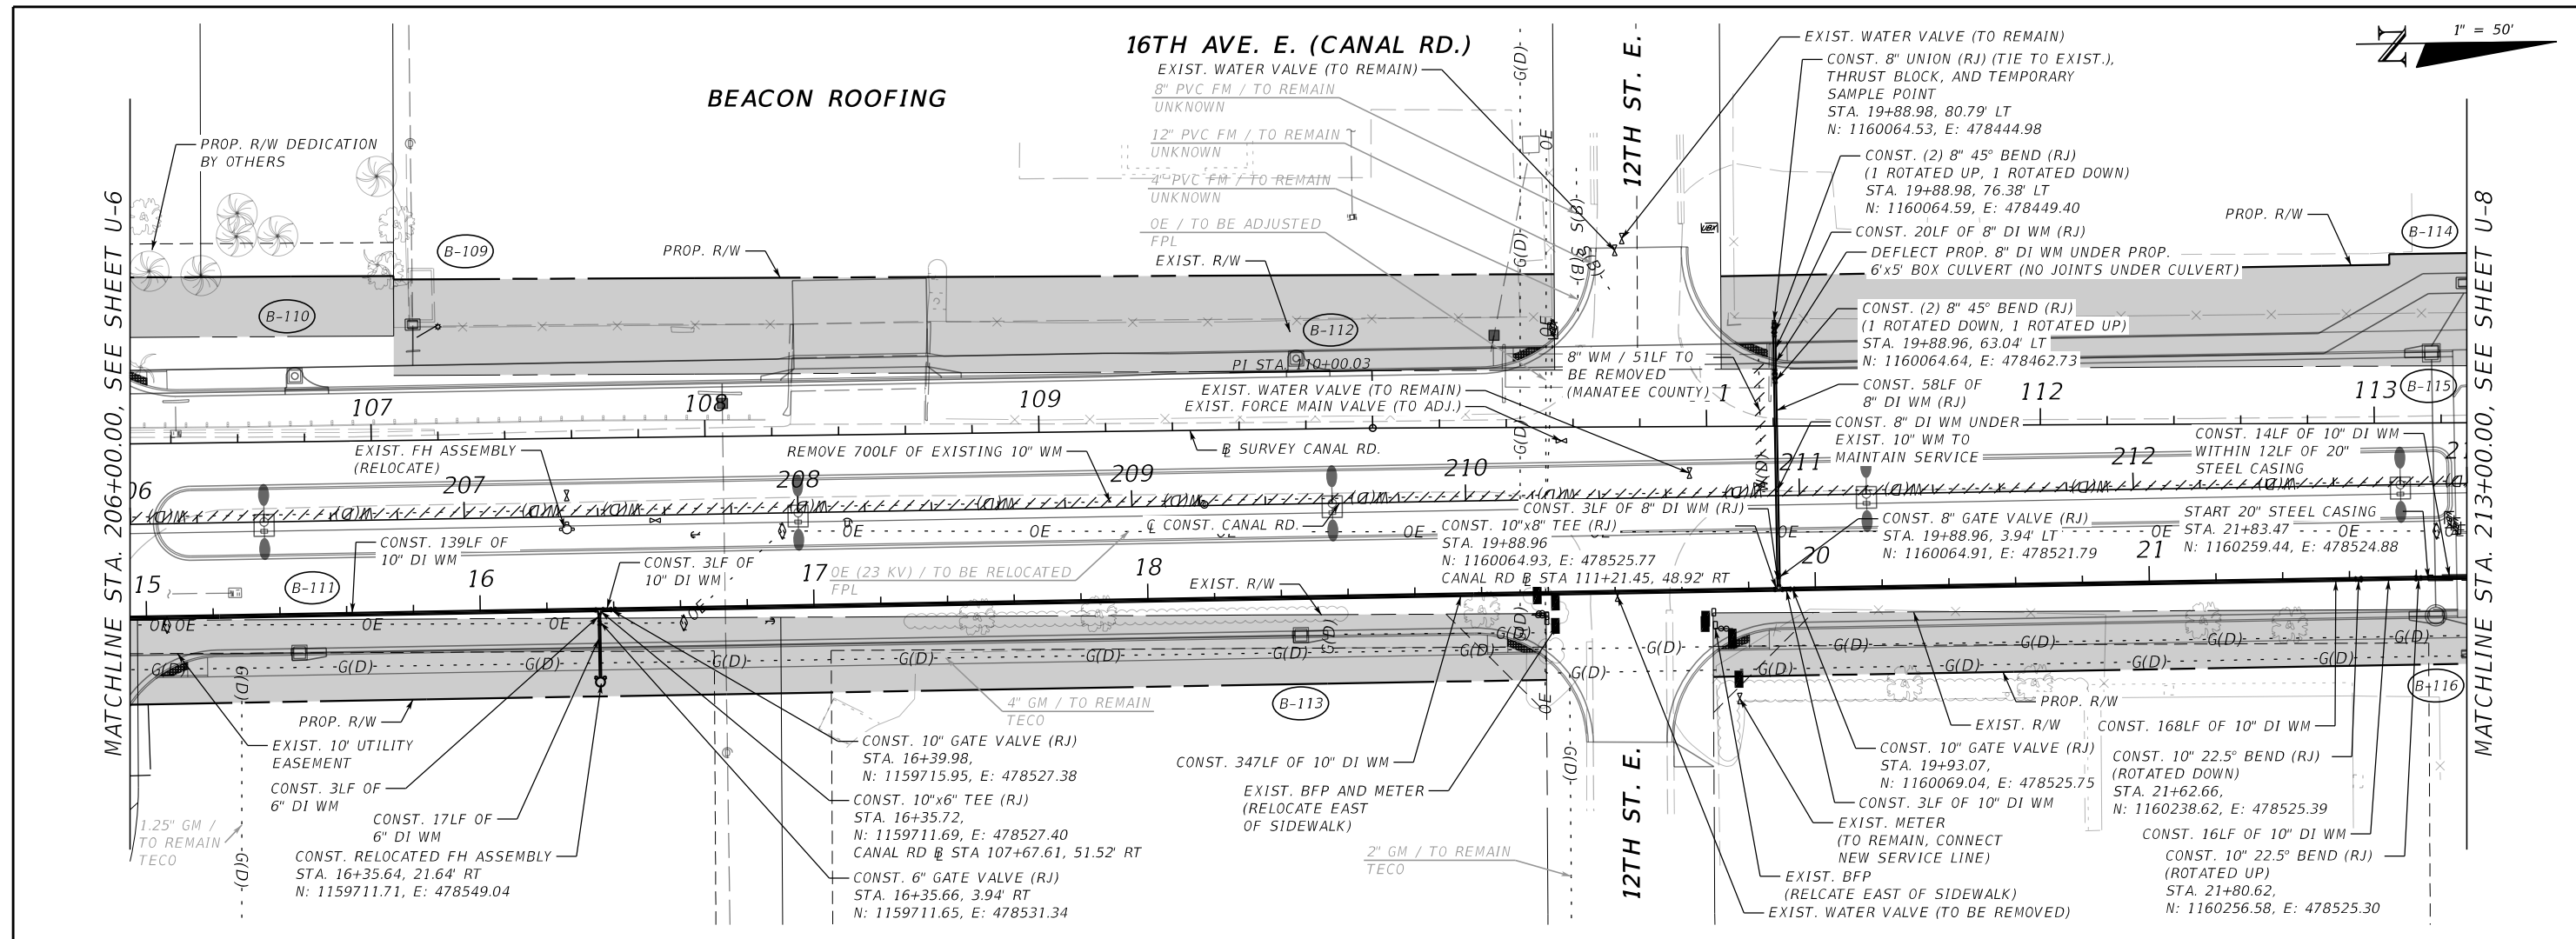 1" = 50'
N
MATCHLINE STA. 206+00.00, SEE SHEET U-6
MATCHLINE STA. 213+00.00, SEE SHEET U-8
BEACON ROOFING
16TH AVE. E. (CANAL RD.)
12TH ST. E.
PROP. R/W DEDICATION
BY OTHERS
B-109
B-110
PROP. R/W
EXIST. WATER VALVE (TO REMAIN)
8" PVC FM / TO REMAIN
UNKNOWN
12" PVC FM / TO REMAIN
UNKNOWN
4" PVC FM / TO REMAIN
UNKNOWN
OE / TO BE ADJUSTED
FPL
EXIST. R/W
B-112
PI STA. 110+00.03
EXIST. WATER VALVE (TO REMAIN)
EXIST. FORCE MAIN VALVE (TO ADJ.)
8" WM / 51LF TO
BE REMOVED
(MANATEE COUNTY)
EXIST. WATER VALVE (TO REMAIN)
CONST. 8" UNION (RJ) (TIE TO EXIST.),
THRUST BLOCK, AND TEMPORARY
SAMPLE POINT
STA. 19+88.98, 80.79' LT
N: 1160064.53, E: 478444.98
CONST. (2) 8" 45° BEND (RJ)
(1 ROTATED UP, 1 ROTATED DOWN)
STA. 19+88.98, 76.38' LT
N: 1160064.59, E: 478449.40
CONST. 20LF OF 8" DI WM (RJ)
DEFLECT PROP. 8" DI WM UNDER PROP.
6'x5' BOX CULVERT (NO JOINTS UNDER CULVERT)
CONST. (2) 8" 45° BEND (RJ)
(1 ROTATED DOWN, 1 ROTATED UP)
STA. 19+88.96, 63.04' LT
N: 1160064.64, E: 478462.73
CONST. 58LF OF
8" DI WM (RJ)
CONST. 8" DI WM UNDER
EXIST. 10" WM TO
MAINTAIN SERVICE
PROP. R/W
B-114
B-115
107
108
109
1
112
113
EXIST. FH ASSEMBLY
(RELOCATE)
REMOVE 700LF OF EXISTING 10" WM
B SURVEY CANAL RD.
CONST. 14LF OF 10" DI WM
WITHIN 12LF OF 20"
STEEL CASING
06
207
208
209
210
211
212
21
CONST. 139LF OF
10" DI WM
CONST. 3LF OF
10" DI WM
OE (23 KV) / TO BE RELOCATED
FPL
℄ CONST. CANAL RD.
CONST. 3LF OF 8" DI WM (RJ)
CONST. 10"x8" TEE (RJ)
STA. 19+88.96
N: 1160064.93, E: 478525.77
CANAL RD B STA 111+21.45, 48.92' RT
CONST. 8" GATE VALVE (RJ)
STA. 19+88.96, 3.94' LT
N: 1160064.91, E: 478521.79
START 20" STEEL CASING
STA. 21+83.47
N: 1160259.44, E: 478524.88
15
B-111
16
17
18
20
21
EXIST. R/W
OE OE OE OE
OE OE OE OE OE OE
G(D) G(D) G(D) G(D) G(D) G(D) G(D) G(D)
G(D) G(D) G(D) G(D) G(D) G(D)
G(D) G(D) G(D) G(D)
PROP. R/W
EXIST. 10' UTILITY
EASEMENT
CONST. 3LF OF
6" DI WM
CONST. 17LF OF
6" DI WM
CONST. RELOCATED FH ASSEMBLY
STA. 16+35.64, 21.64' RT
N: 1159711.71, E: 478549.04
1.25" GM /
TO REMAIN
TECO
4" GM / TO REMAIN
TECO
CONST. 10" GATE VALVE (RJ)
STA. 16+39.98,
N: 1159715.95, E: 478527.38
CONST. 10"x6" TEE (RJ)
STA. 16+35.72,
N: 1159711.69, E: 478527.40
CANAL RD B STA 107+67.61, 51.52' RT
CONST. 6" GATE VALVE (RJ)
STA. 16+35.66, 3.94' RT
N: 1159711.65, E: 478531.34
B-113
CONST. 347LF OF 10" DI WM
EXIST. BFP AND METER
(RELOCATE EAST
OF SIDEWALK)
2" GM / TO REMAIN
TECO
12TH ST. E.
B-116
PROP. R/W
EXIST. R/W
CONST. 168LF OF 10" DI WM
CONST. 10" GATE VALVE (RJ)
STA. 19+93.07,
N: 1160069.04, E: 478525.75
CONST. 3LF OF 10" DI WM
EXIST. METER
(TO REMAIN, CONNECT
NEW SERVICE LINE)
EXIST. BFP
(RELCATE EAST OF SIDEWALK)
EXIST. WATER VALVE (TO BE REMOVED)
CONST. 10" 22.5° BEND (RJ)
(ROTATED DOWN)
STA. 21+62.66,
N: 1160238.62, E: 478525.39
CONST. 16LF OF 10" DI WM
CONST. 10" 22.5° BEND (RJ)
(ROTATED UP)
STA. 21+80.62,
N: 1160256.58, E: 478525.30